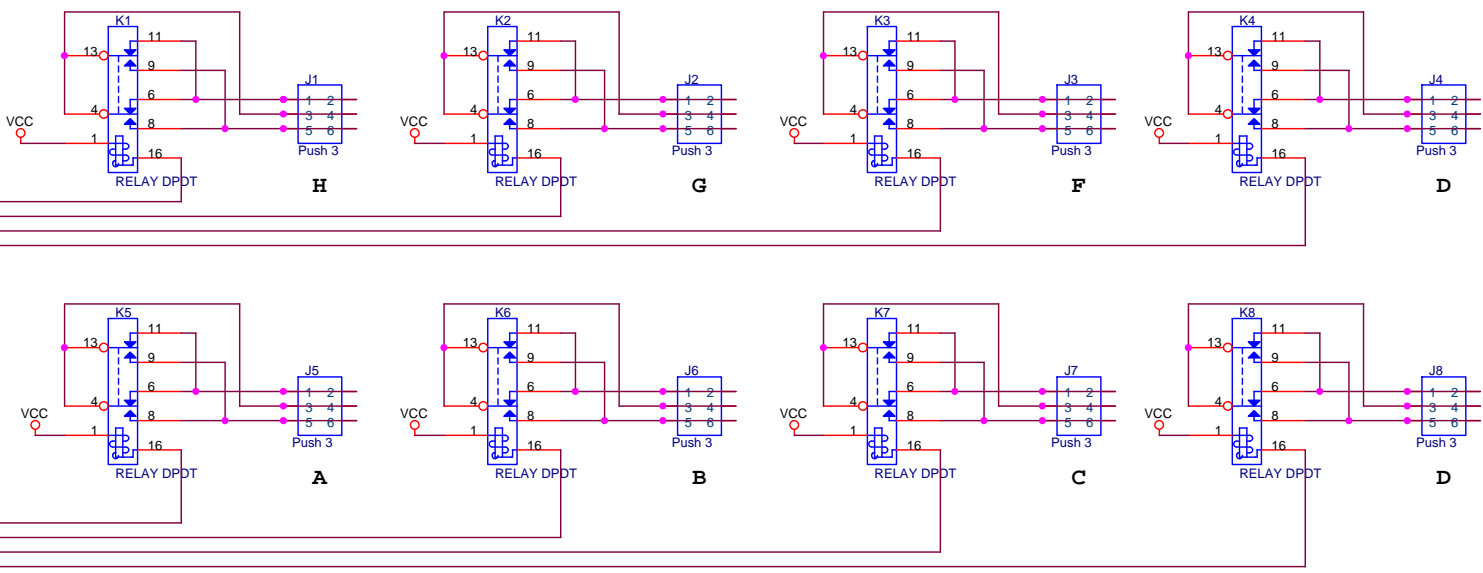 K1 K2 K3 K4
11 11 11 11
13 13 13 13
9 9 9 9
J1 J2 J3 J4
6 1 2 6 1 2 6 1 2 6 1 2
4 3 4 4 3 4 4 3 4 4 3 4
VCC VCC VCC VCC
8 5 6 8 5 6 8 5 6 8 5 6
1 1 1 1
16 Push 3 16 Push 3 16 Push 3 16 Push 3
RELAY DPDT H RELAY DPDT G RELAY DPDT F RELAY DPDT D
K5 K6 K7 K8
11 11 11 11
13 13 13 13
9 9 9 9
J5 J6 J7 J8
6 1 2 6 1 2 6 1 2 6 1 2
4 3 4 4 3 4 4 3 4 4 3 4
VCC VCC VCC VCC
8 5 6 8 5 6 8 5 6 8 5 6
1 1 1 1
16 Push 3 16 Push 3 16 Push 3 16 Push 3
RELAY DPDT A RELAY DPDT B RELAY DPDT C RELAY DPDT D